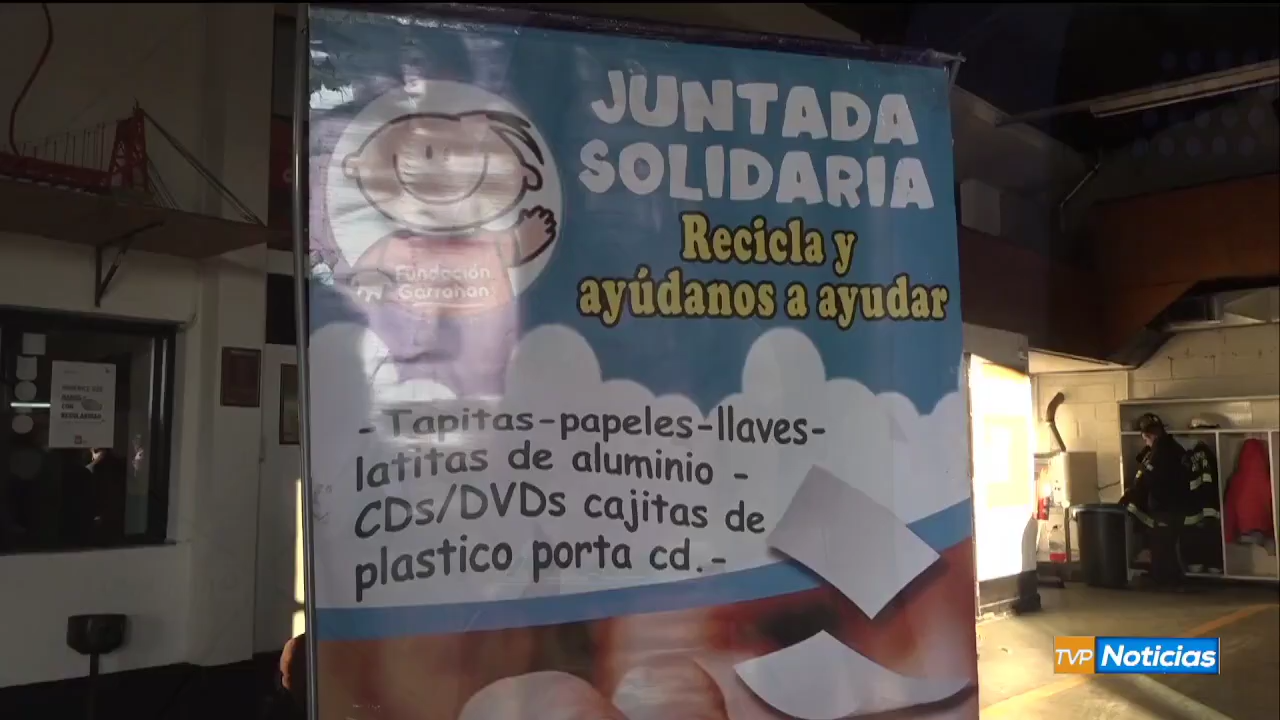 JUNTADA
SOLIDARIA
Recicla y
ayúdanos a ayudar
Fundación
Garrahan
- Tapitas-papeles-llaves-
latitas de aluminio -
CDs/DVDs cajitas de
plastico porta cd.-
TVP Noticias